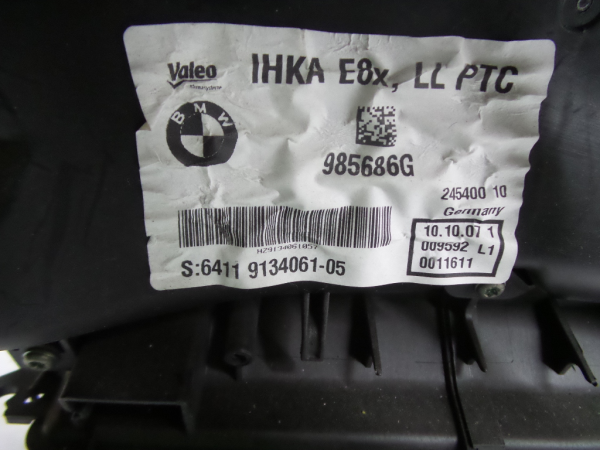 Valeo
IHKA E8x, LL PTC
BMW
985686G
245400 10
Germany
10.10.07 1
009592 L1
0011611
S:6411 9134061-05